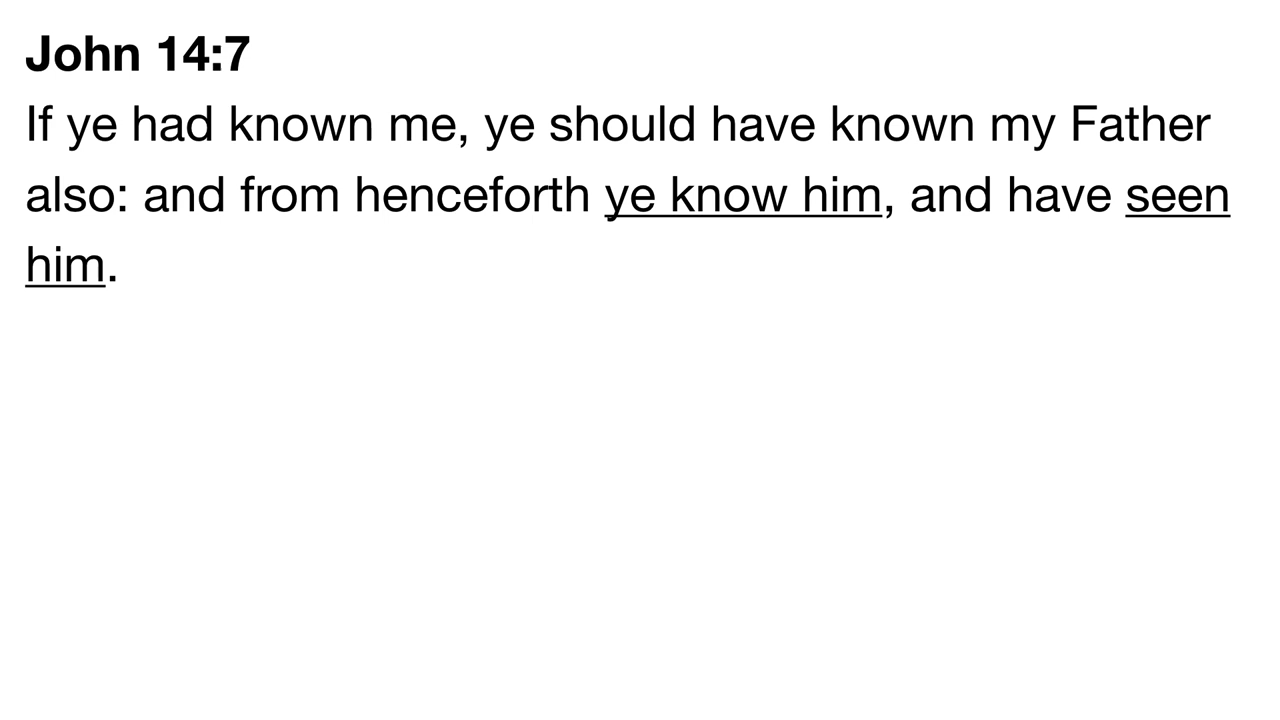 John 14:7
If ye had known me, ye should have known my Father
also: and from henceforth ye know him, and have seen
him.